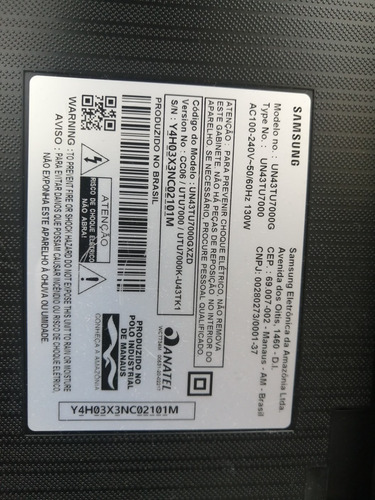 SAMSUNG
Samsung Eletrônica da Amazônia Ltda.
Avenida dos Oitis, 1460 - D.I.
CEP.: 69.007-002 - Manaus - AM - Brasil
CNPJ: 00280273/0001-37
Modelo no. : UN43TU7000G
Type No. : UN43TU7000
AC100-240V~50/60Hz 130W
ATENÇÃO : PARA PREVENIR CHOQUE ELÉTRICO, NÃO REMOVA
ESTE GABINETE. NÃO HÁ PEÇAS DE REPOSIÇÃO NO INTERIOR DO
APARELHO. SE NECESSÁRIO, PROCURE PESSOAL QUALIFICADO.
Código do Modelo: UN43TU7000GXZD
Version No : CC06 / UTU7000 / UTU7000K-U43TK1
S/N : Y4H03X3NC02101M
PRODUZIDO NO BRASIL
ANATEL
ATENÇÃO
RISCO DE CHOQUE ELÉTRICO
NÃO ABRA!
PRODUZIDO NO
POLO INDUSTRIAL
DE MANAUS
CONHEÇA A AMAZÔNIA
WARNING : TO PREVENT FIRE OR SHOCK HAZARD DO NOT EXPOSE THIS UNIT TO RAIN OR MOISTURE
AVISO : PARA EVITAR DANOS QUE POSSAM CAUSAR INCÊNDIO OU RISCO DE CHOQUE ELÉTRICO,
NÃO EXPONHA ESTE APARELHO À CHUVA OU UMIDADE.
Y4H03X3NC02101M